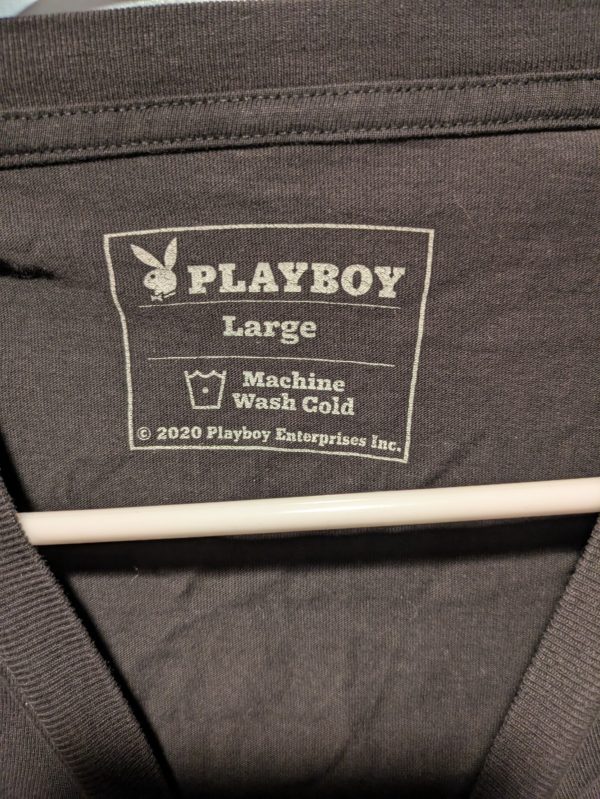 PLAYBOY
Large
Machine
Wash Cold
© 2020 Playboy Enterprises Inc.